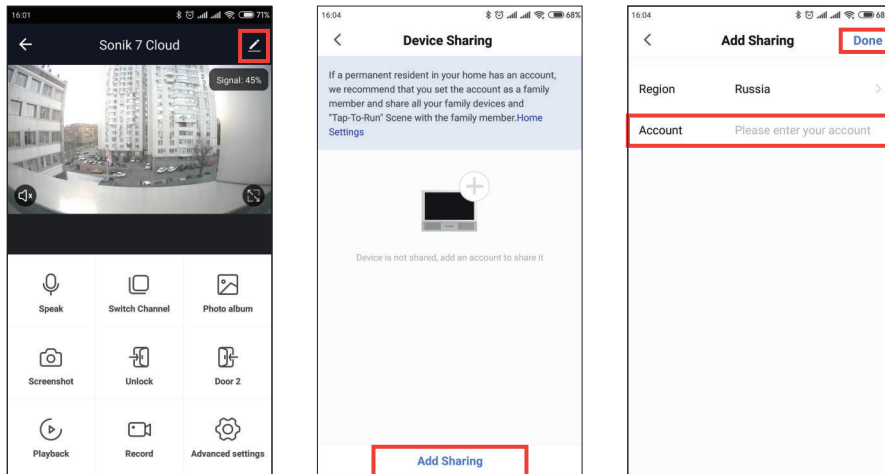 16:01
71%
Sonik 7 Cloud
Signal: 45%
Speak
Switch Channel
Photo album
Screenshot
Unlock
Door 2
Playback
Record
Advanced settings
16:04
68%
Device Sharing
If a permanent resident in your home has an account,
we recommend that you set the account as a family
member and share all your family devices and
"Tap-To-Run" Scene with the family member.Home
Settings
Device is not shared, add an account to share it
Add Sharing
16:04
68
Add Sharing
Done
Region
Russia
Account
Please enter your account